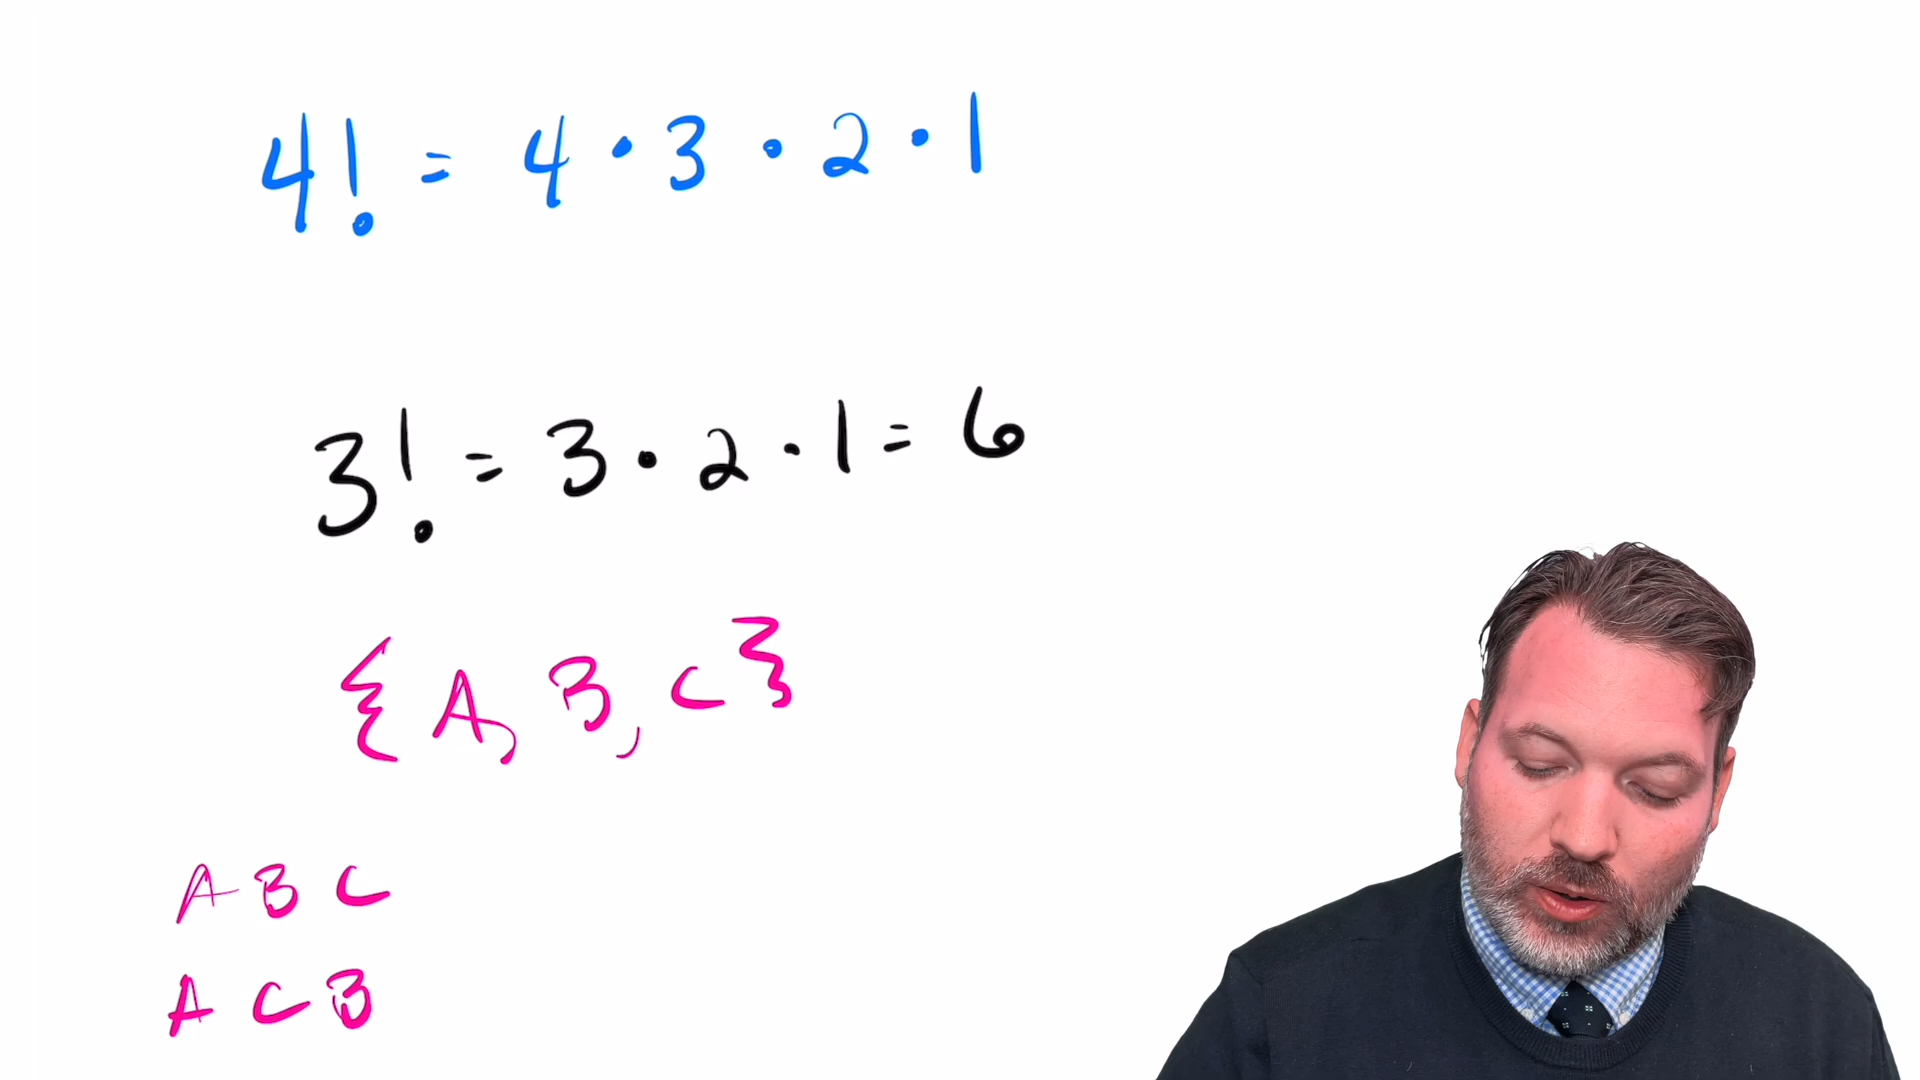 4! = 4 · 3 · 2 · 1
3! = 3 · 2 · 1 = 6
{A, B, C}
A B C
A C B